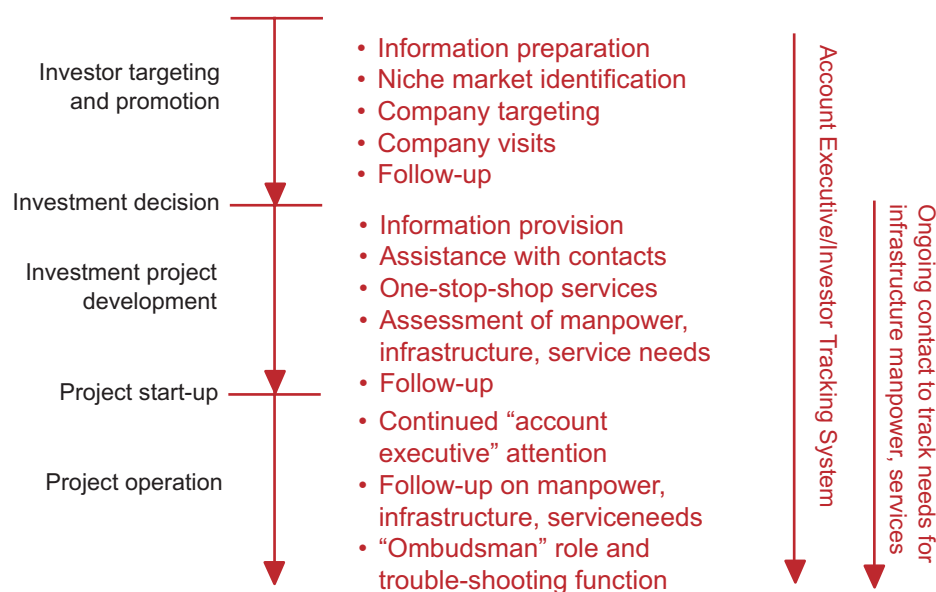 Investor targeting
and promotion
• Information preparation
• Niche market identification
• Company targeting
• Company visits
• Follow-up
Investment decision
Investment project
development
• Information provision
• Assistance with contacts
• One-stop-shop services
• Assessment of manpower,
infrastructure, service needs
• Follow-up
Project start-up
Project operation
• Continued “account
executive” attention
• Follow-up on manpower,
infrastructure, serviceneeds
• “Ombudsman” role and
trouble-shooting function
Account Executive/Investor Tracking System
Ongoing contact to track needs for
infrastructure manpower, services